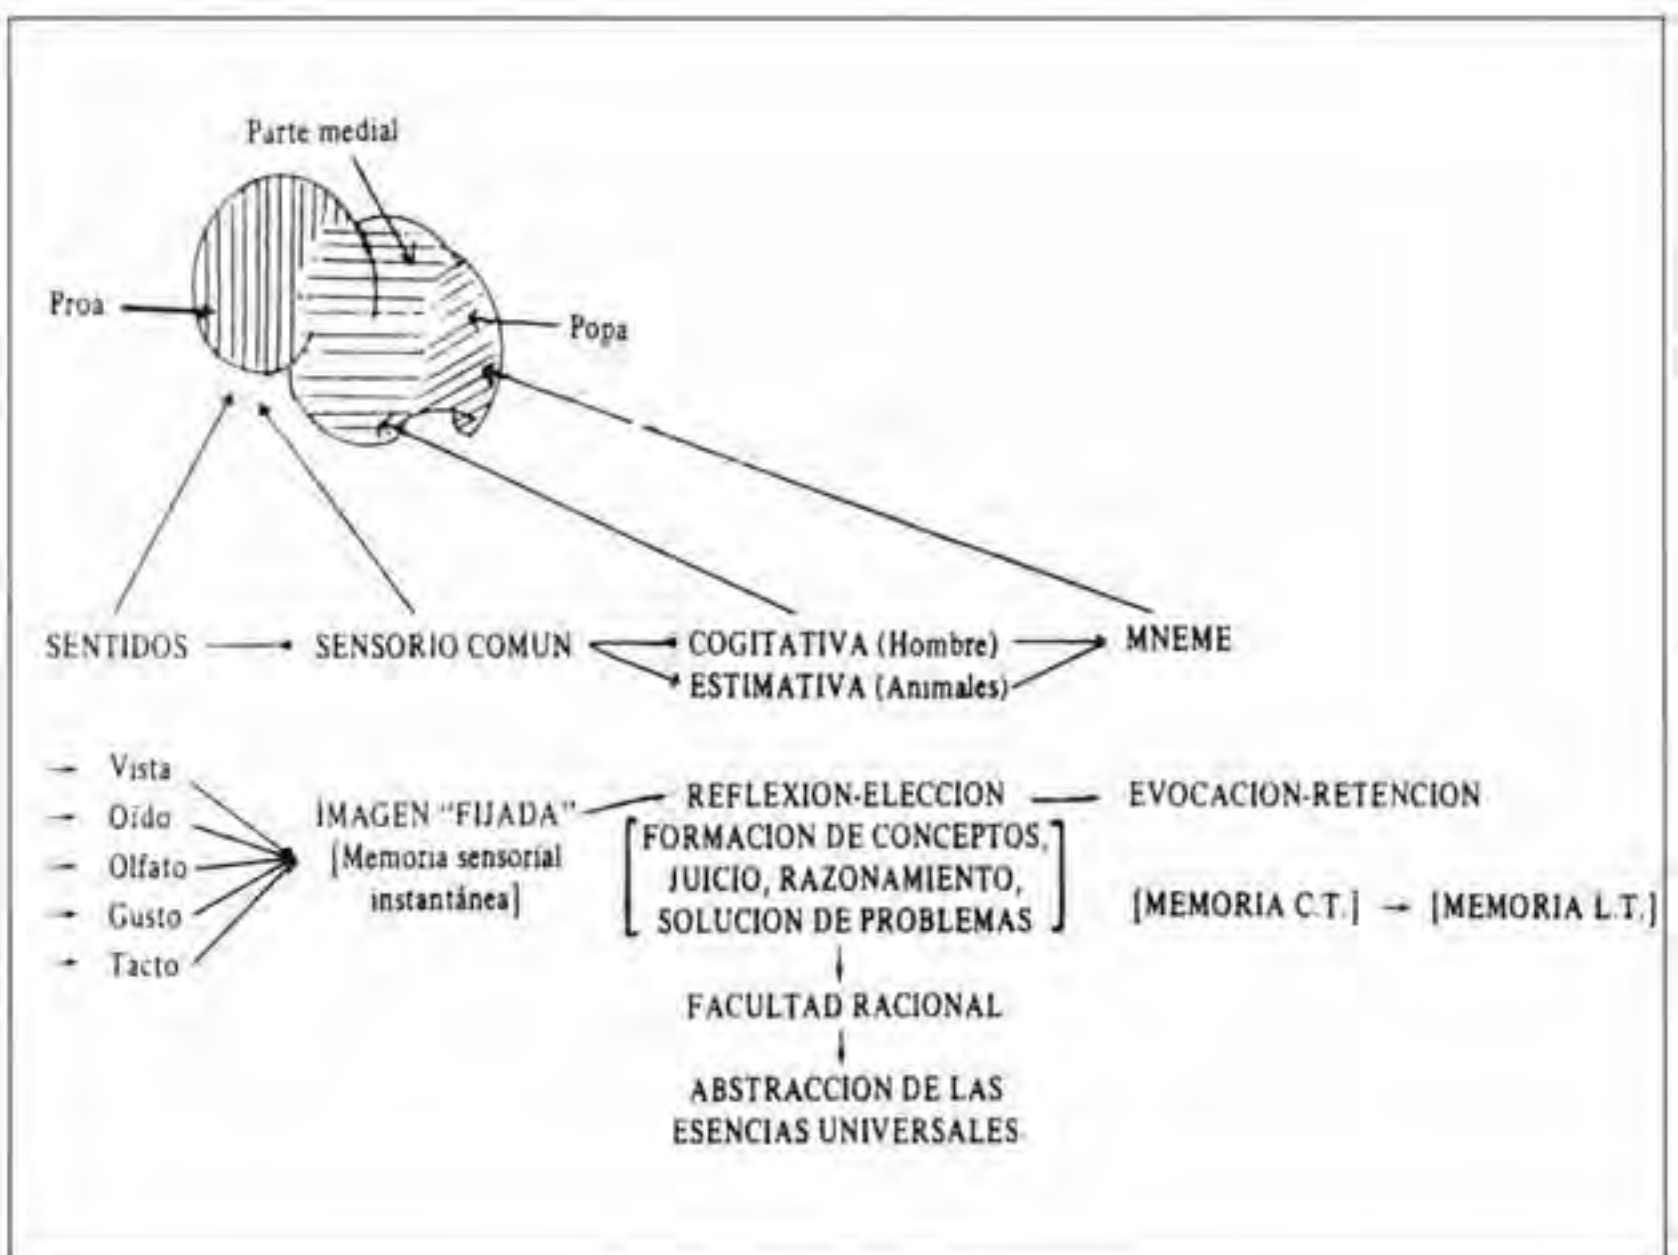 Parte medial
Proa
Popa
SENTIDOS
SENSORIO COMUN
COGITATIVA (Hombre)
MNEME
ESTIMATIVA (Animales)
Vista
Oído
Olfato
Gusto
Tacto
IMAGEN "FIJADA"
[Memoria sensorial
instantánea]
REFLEXION-ELECCION
[FORMACION DE CONCEPTOS,
JUICIO, RAZONAMIENTO,
SOLUCION DE PROBLEMAS]
EVOCACION-RETENCION
[MEMORIA C.T.] → [MEMORIA L.T.]
FACULTAD RACIONAL
ABSTRACCION DE LAS
ESENCIAS UNIVERSALES